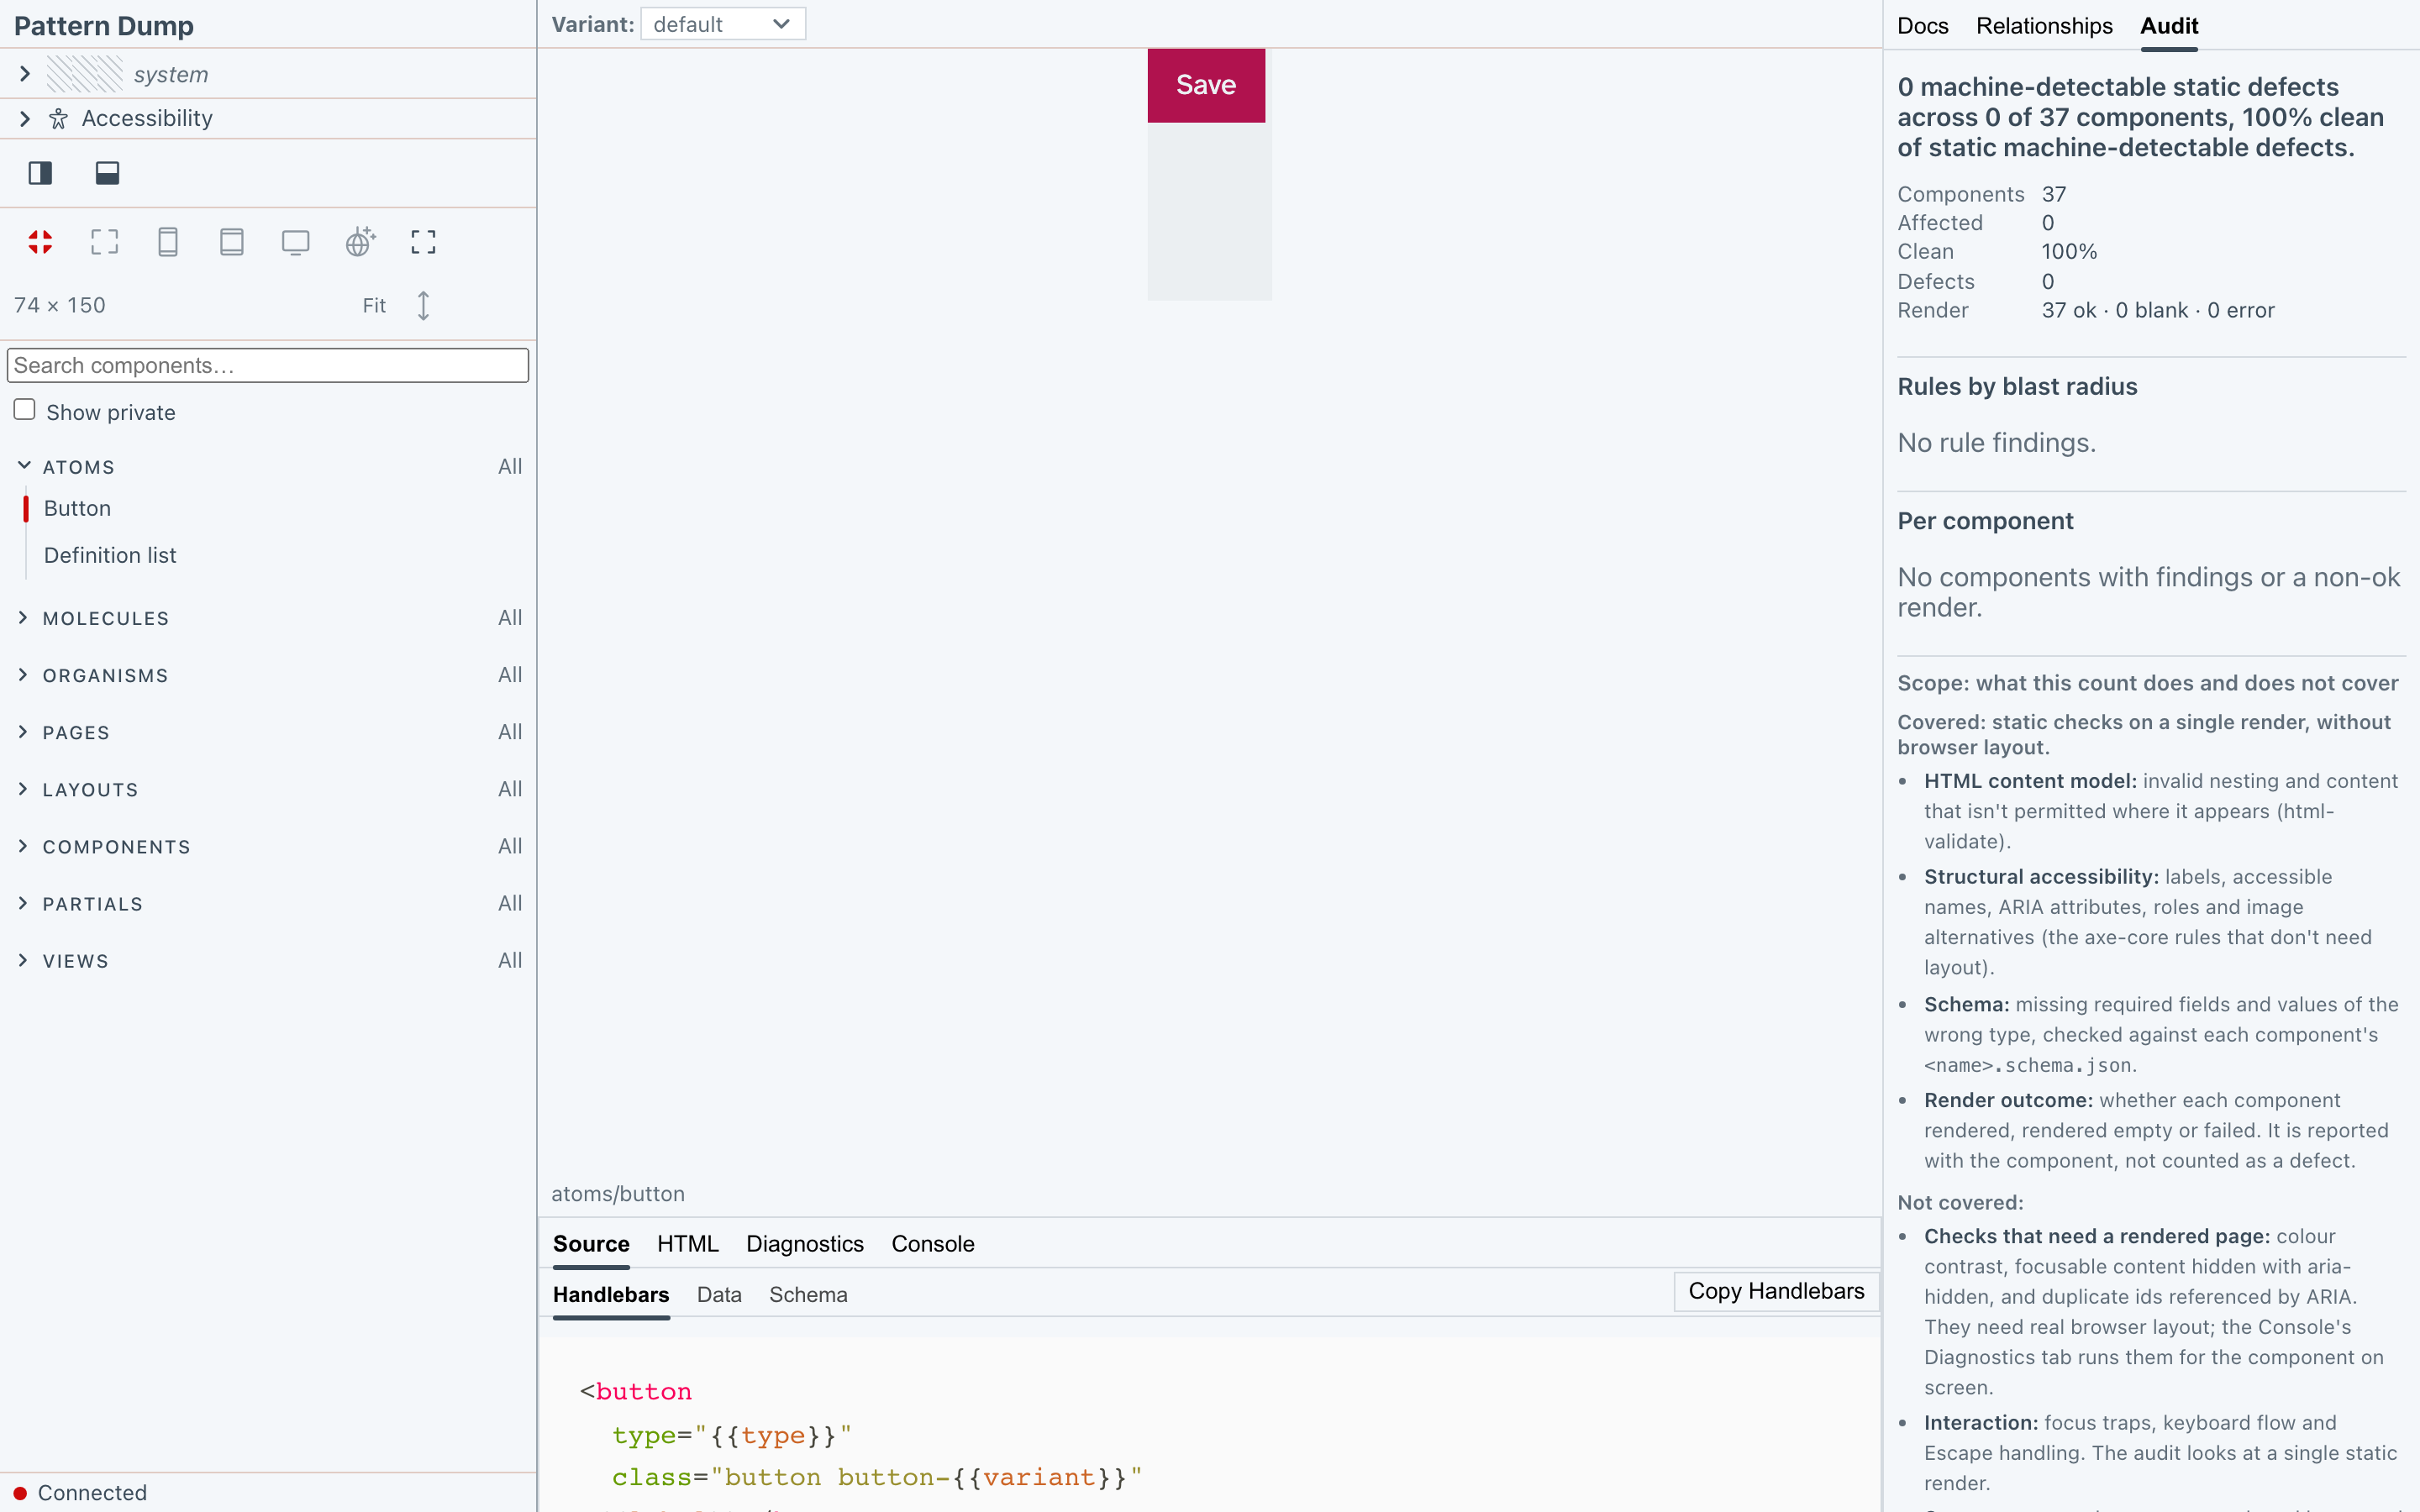 Pattern Dump
system
Accessibility
74 × 150
Fit
Search components…
Show private
ATOMS
All
Button
Definition list
MOLECULES
All
ORGANISMS
All
PAGES
All
LAYOUTS
All
COMPONENTS
All
PARTIALS
All
VIEWS
All
Connected
Variant:
default
Save
atoms/button
Source
HTML
Diagnostics
Console
Handlebars
Data
Schema
Copy Handlebars
<button
type="{{type}}"
class="button button-{{variant}}"
Docs
Relationships
Audit
0 machine-detectable static defects
across 0 of 37 components, 100% clean
of static machine-detectable defects.
Components 37
Affected 0
Clean 100%
Defects 0
Render 37 ok · 0 blank · 0 error
Rules by blast radius
No rule findings.
Per component
No components with findings or a non-ok
render.
Scope: what this count does and does not cover
Covered: static checks on a single render, without
browser layout.
• HTML content model: invalid nesting and content
that isn't permitted where it appears (html-
validate).
• Structural accessibility: labels, accessible
names, ARIA attributes, roles and image
alternatives (the axe-core rules that don't need
layout).
• Schema: missing required fields and values of the
wrong type, checked against each component's
<name>.schema.json.
• Render outcome: whether each component
rendered, rendered empty or failed. It is reported
with the component, not counted as a defect.
Not covered:
• Checks that need a rendered page: colour
contrast, focusable content hidden with aria-
hidden, and duplicate ids referenced by ARIA.
They need real browser layout; the Console's
Diagnostics tab runs them for the component on
screen.
• Interaction: focus traps, keyboard flow and
Escape handling. The audit looks at a single static
render.